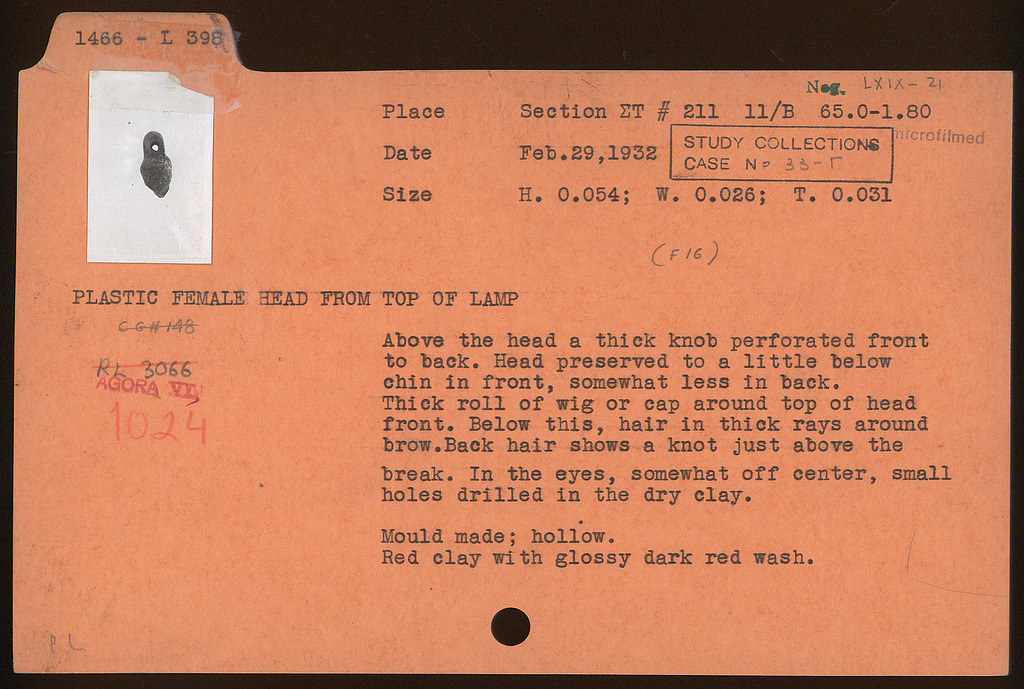 1466 - L 398
Neg. LXIX - 21
Place Section ΣΤ # 211 11/B 65.0-1.80
microfilmed
Date Feb.29,1932
STUDY COLLECTIONS
CASE No 33-Γ
Size H. 0.054; W. 0.026; T. 0.031
(F 16)
PLASTIC FEMALE HEAD FROM TOP OF LAMP
CG# 148
RL 3066
AGORA VI,
1024
Above the head a thick knob perforated front
to back. Head preserved to a little below
chin in front, somewhat less in back.
Thick roll of wig or cap around top of head
front. Below this, hair in thick rays around
brow.Back hair shows a knot just above the
break. In the eyes, somewhat off center, small
holes drilled in the dry clay.
Mould made; hollow.
Red clay with glossy dark red wash.
P L